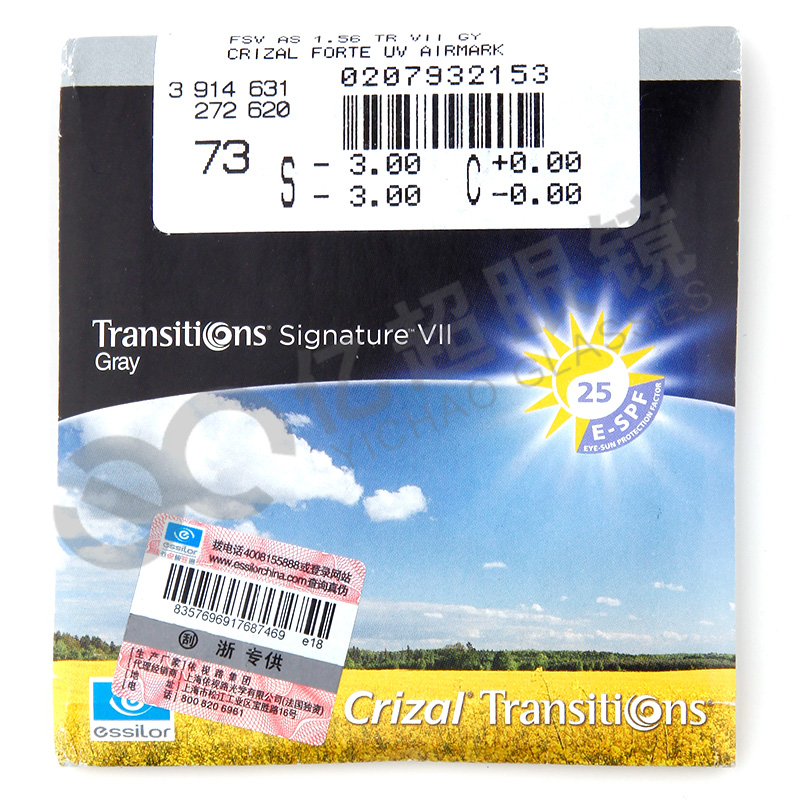 FSV AS 1.56 TR VII GY
CRIZAL FORTE UV AIRMARK
0207932153
3 914 631
272 620
73 S - 3.00 C +0.00
- 3.00 -0.00
亿超眼镜
YICHAO GLASSES
Transitions® Signature™ VII
Gray
25
E-SPF
EYE-SUN PROTECTION FACTOR
essilor
拨电话4008155888或登录网站
www.essilorchina.com查询真伪
8357696917687469 e18
刮 浙 专供
生产厂家 依视路集团
代理经销商 上海依视路光学有限公司(法国独资)
地 址 上海市松江工业区宝胜路16号
电 话 800 820 6961
essilor
Crizal® Transitions®